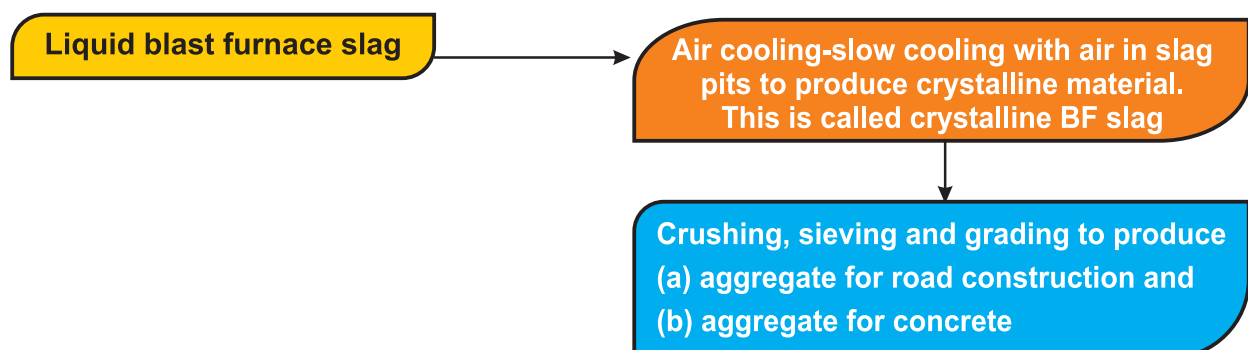 Liquid blast furnace slag
Air cooling-slow cooling with air in slag
pits to produce crystalline material.
This is called crystalline BF slag
Crushing, sieving and grading to produce
(a) aggregate for road construction and
(b) aggregate for concrete